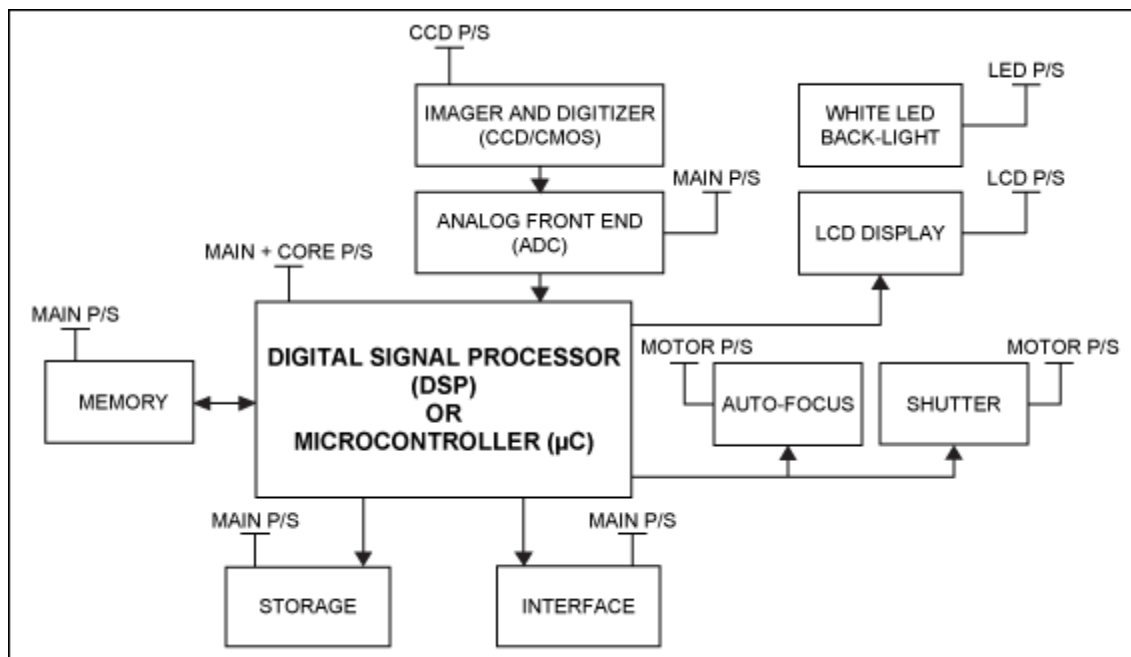 CCD P/S
IMAGER AND DIGITIZER
(CCD/CMOS)
LED P/S
WHITE LED
BACK-LIGHT
ANALOG FRONT END
(ADC)
MAIN P/S
LCD P/S
LCD DISPLAY
MAIN + CORE P/S
DIGITAL SIGNAL PROCESSOR
(DSP)
OR
MICROCONTROLLER (µC)
MAIN P/S
MEMORY
MOTOR P/S
AUTO-FOCUS
MOTOR P/S
SHUTTER
MAIN P/S
STORAGE
MAIN P/S
INTERFACE